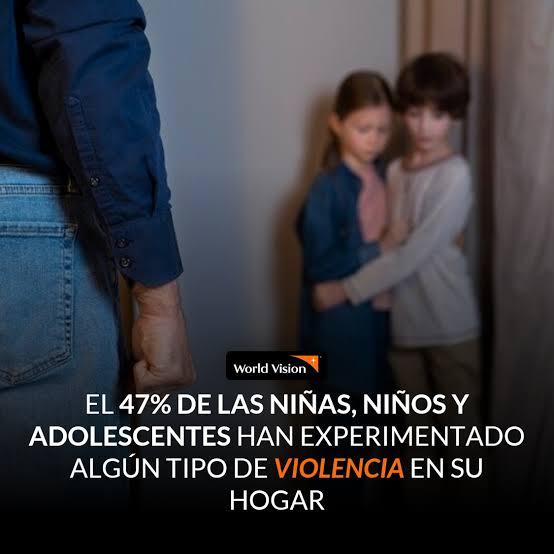 World Vision
EL 47% DE LAS NIÑAS, NIÑOS Y
ADOLESCENTES HAN EXPERIMENTADO
ALGÚN TIPO DE VIOLENCIA EN SU
HOGAR